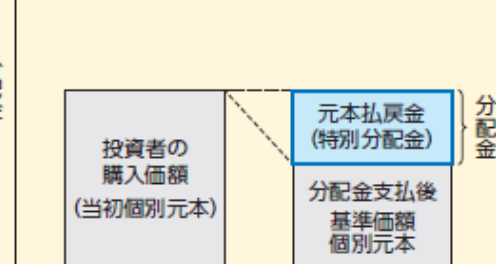 投資者の
購入価額
(当初個別元本)
元本払戻金
(特別分配金)
分配金
分配金支払後
基準価額
個別元本